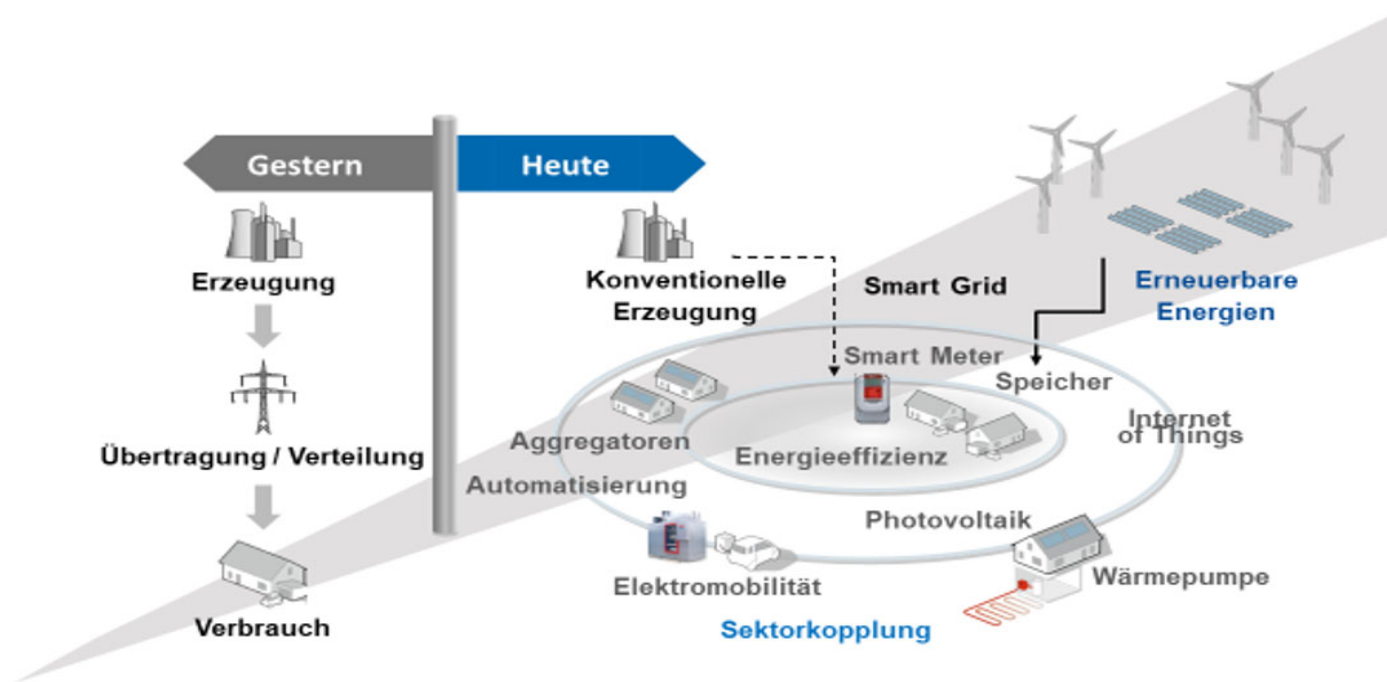 Gestern
Heute
Erzeugung
Übertragung / Verteilung
Verbrauch
Konventionelle
Erzeugung
Smart Grid
Erneuerbare
Energien
Smart Meter
Speicher
Internet
of Things
Aggregatoren
Energieeffizienz
Automatisierung
Photovoltaik
Elektromobilität
Wärmepumpe
Sektorkopplung